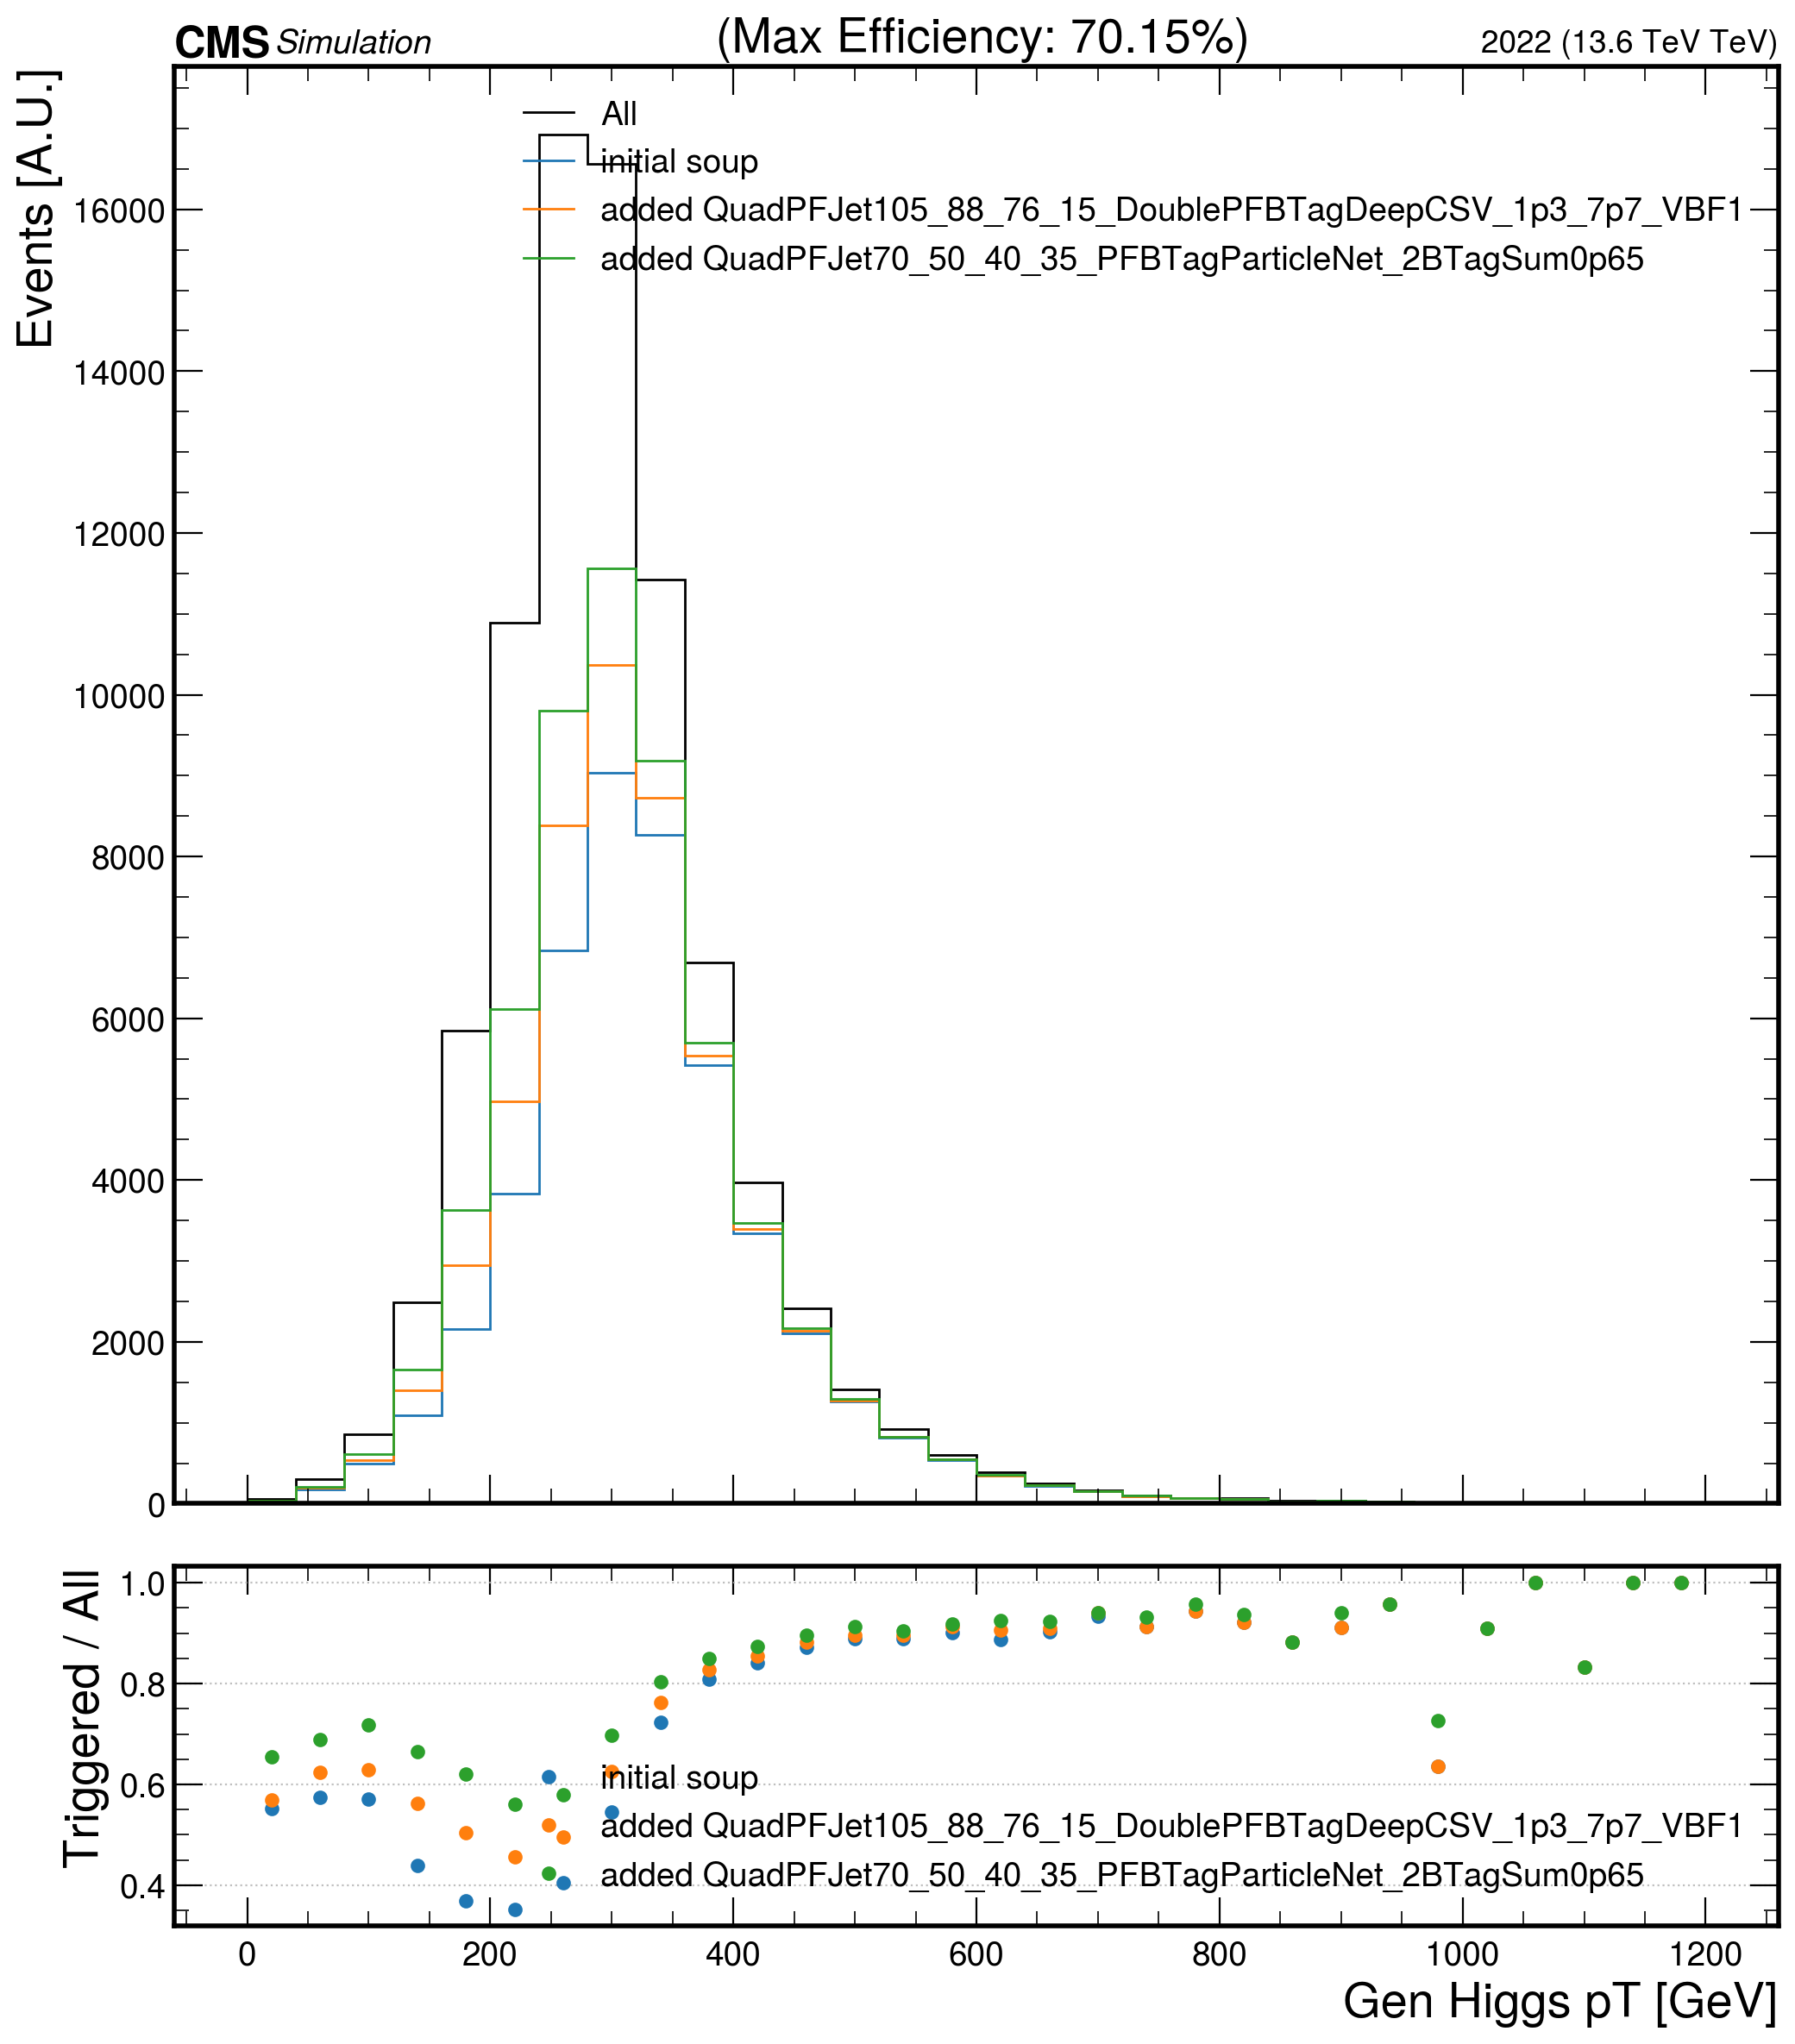 CMS Simulation (Max Efficiency: 70.15%) 2022 (13.6 TeV TeV)
Events [A.U.]
All
initial soup
added QuadPFJet105_88_76_15_DoublePFBTagDeepCSV_1p3_7p7_VBF1
added QuadPFJet70_50_40_35_PFBTagParticleNet_2BTagSum0p65
16000
14000
12000
10000
8000
6000
4000
2000
0
Triggered / All
1.0
0.8
0.6
0.4
initial soup
added QuadPFJet105_88_76_15_DoublePFBTagDeepCSV_1p3_7p7_VBF1
added QuadPFJet70_50_40_35_PFBTagParticleNet_2BTagSum0p65
0 200 400 600 800 1000 1200
Gen Higgs pT [GeV]